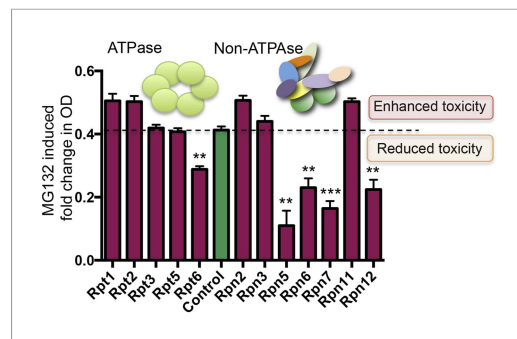 ATPase
Non-ATPAse
MG132 induced
fold change in OD
0.6
0.4
0.2
0.0
Enhanced toxicity
Reduced toxicity
**
**
**
***
**
Rpt1
Rpt2
Rpt3
Rpt5
Rpt6
Control
Rpn2
Rpn3
Rpn5
Rpn6
Rpn7
Rpn11
Rpn12